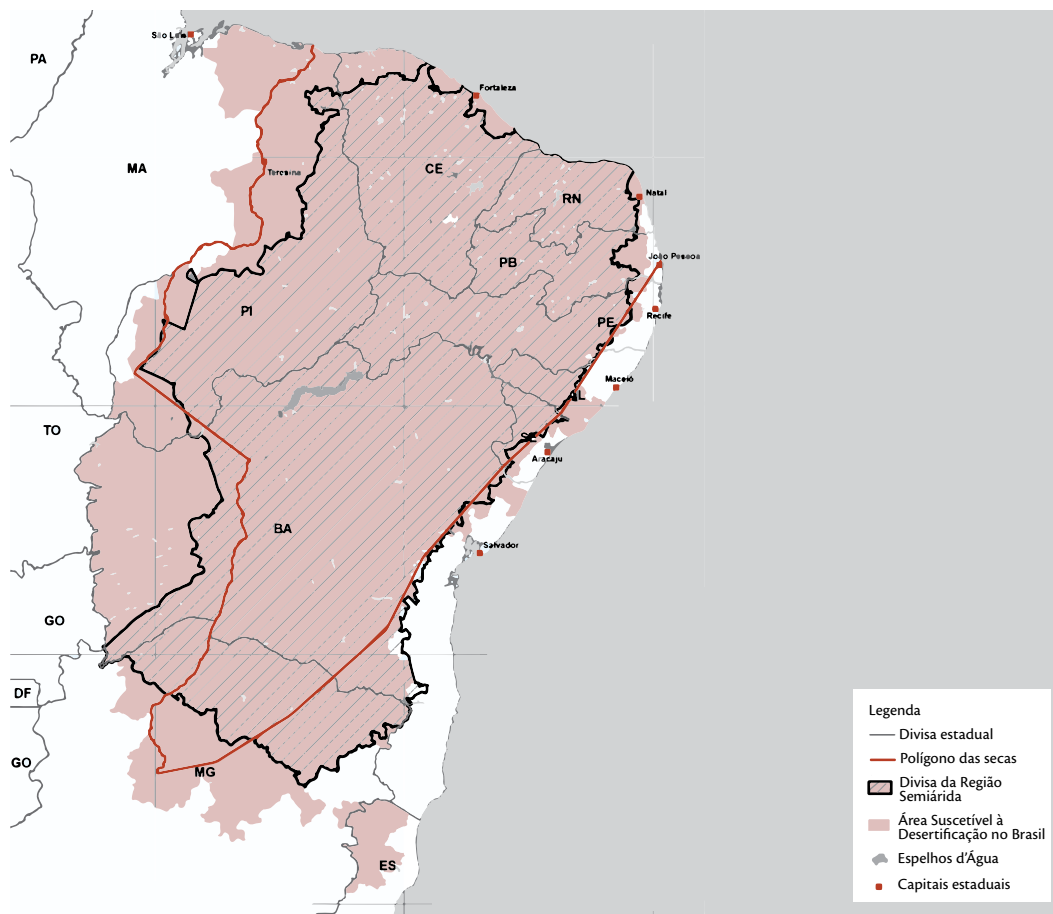 São Luís
PA
Fortaleza
MA
Teresina
CE
RN
Natal
PB
João Pessoa
PI
PE
Recife
Maceió
AL
TO
SE
Aracaju
BA
Salvador
GO
DF
GO
MG
ES
Legenda
Divisa estadual
Polígono das secas
Divisa da Região
Semiárida
Área Suscetível à
Desertificação no Brasil
Espelhos d'Água
Capitais estaduais